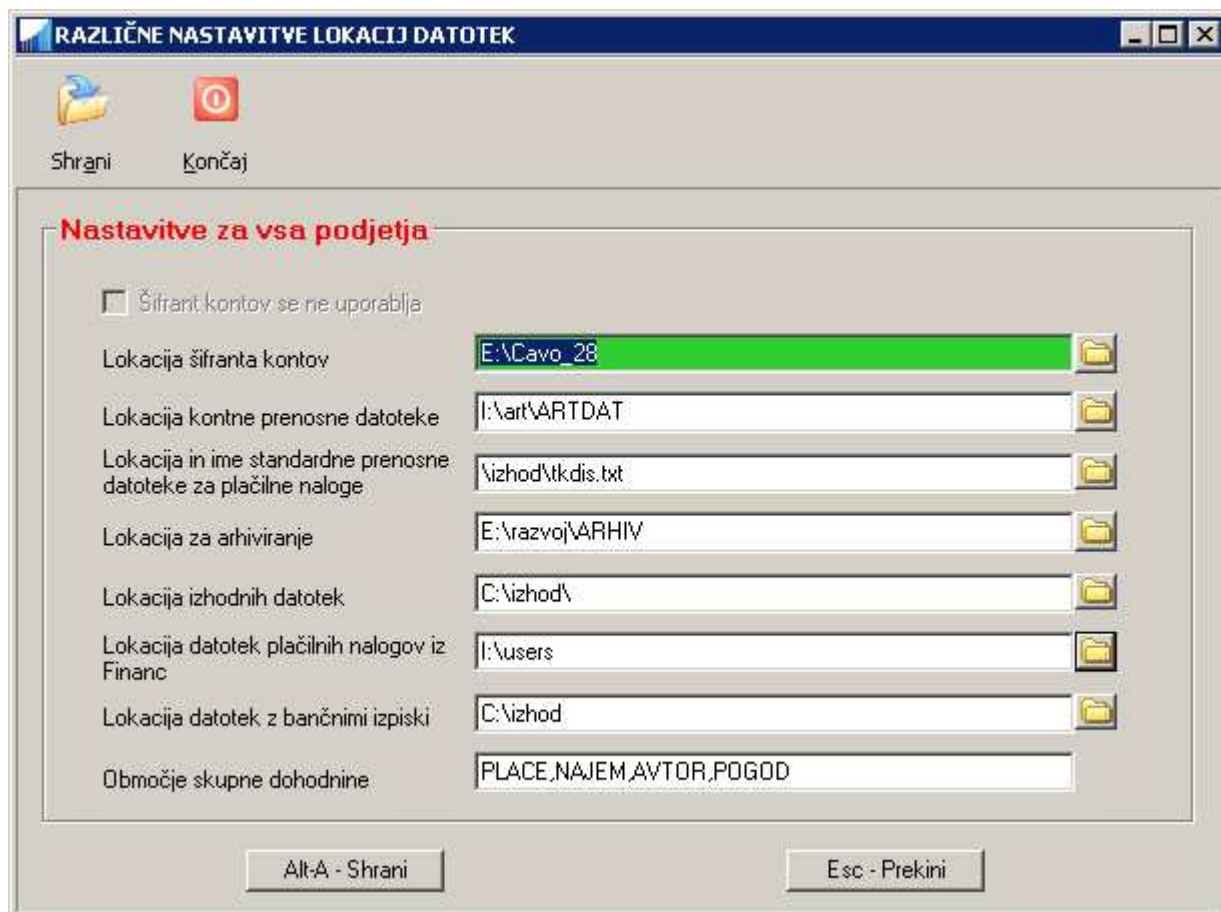 RAZLIČNE NASTAVITVE LOKACIJ DATOTEK
Shrani Končaj
Nastavitve za vsa podjetja
Šifrant kontov se ne uporablja
Lokacija šifranta kontov E:\Cavo_28
Lokacija kontne prenosne datoteke I:\art\ARTDAT
Lokacija in ime standardne prenosne
datoteke za plačilne naloge \izhod\tkdis.txt
Lokacija za arhiviranje E:\razvoj\ARHIV
Lokacija izhodnih datotek C:\izhod\
Lokacija datotek plačilnih nalogov iz
Financ I:\users
Lokacija datotek z bančnimi izpiski C:\izhod
Območje skupne dohodnine PLACE,NAJEM,AVTOR,POGOD
Alt-A - Shrani Esc - Prekini